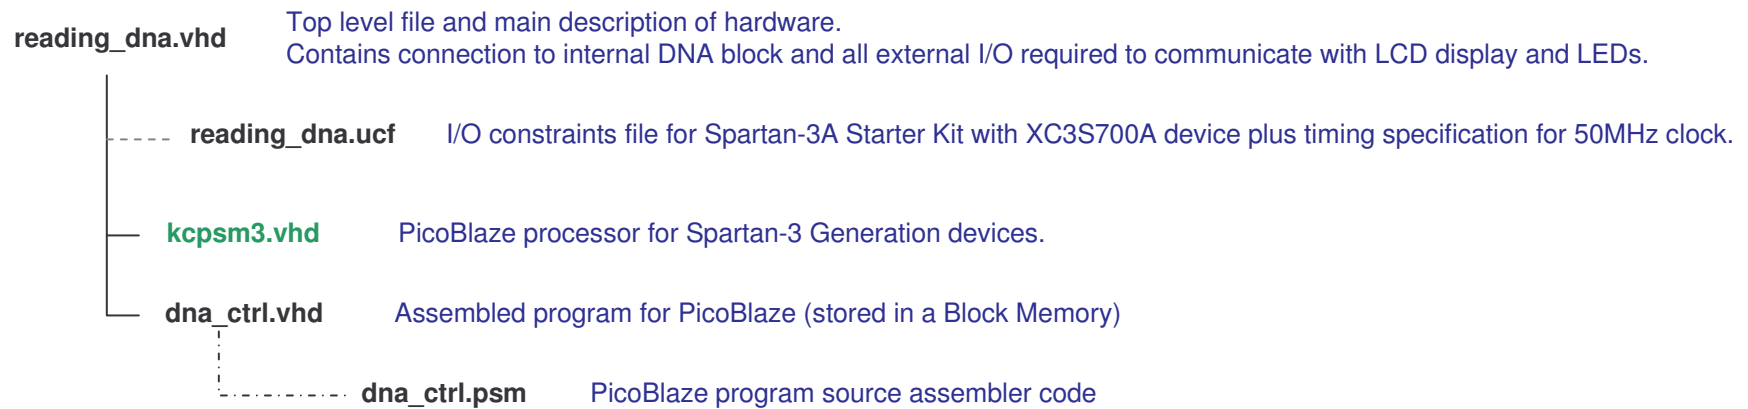 Top level file and main description of hardware.
reading_dna.vhd
Contains connection to internal DNA block and all external I/O required to communicate with LCD display and LEDs.
reading_dna.ucf I/O constraints file for Spartan-3A Starter Kit with XC3S700A device plus timing specification for 50MHz clock.
kcpsm3.vhd PicoBlaze processor for Spartan-3 Generation devices.
dna_ctrl.vhd Assembled program for PicoBlaze (stored in a Block Memory)
dna_ctrl.psm PicoBlaze program source assembler code